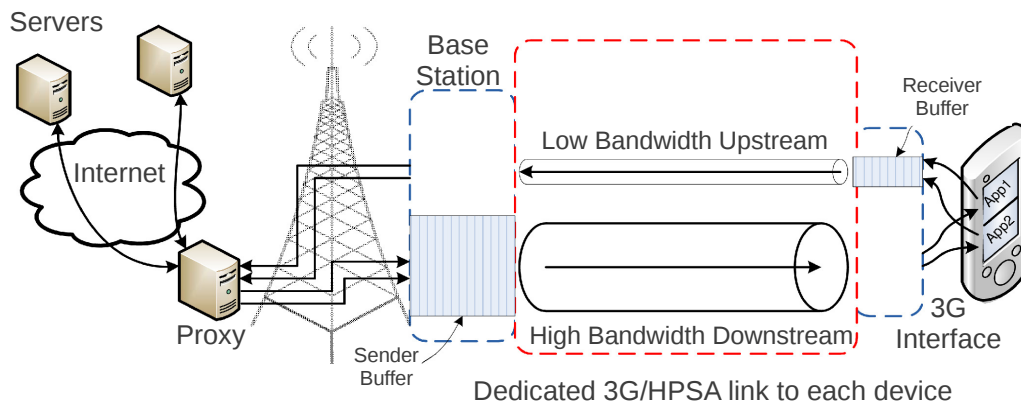 Servers
Base
Station
Receiver
Buffer
Low Bandwidth Upstream
Internet
App1
App2
Proxy
Sender
Buffer
High Bandwidth Downstream
3G
Interface
Dedicated 3G/HPSA link to each device